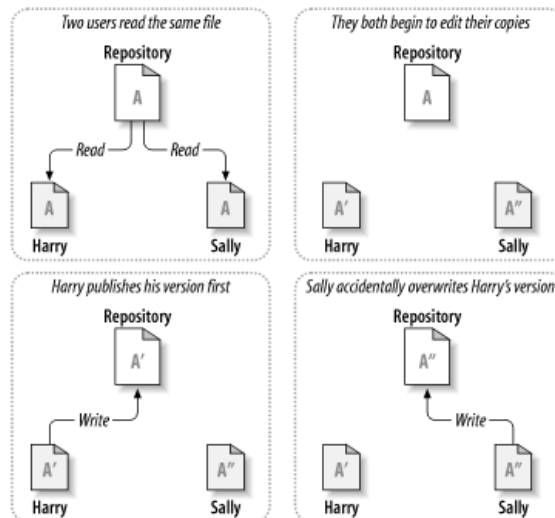 Two users read the same file
Repository
A
Read
Read
A
A
Harry
Sally
They both begin to edit their copies
Repository
A
A'
A"
Harry
Sally
Harry publishes his version first
Repository
A'
Write
A'
A"
Harry
Sally
Sally accidentally overwrites Harry's version
Repository
A"
Write
A'
A"
Harry
Sally